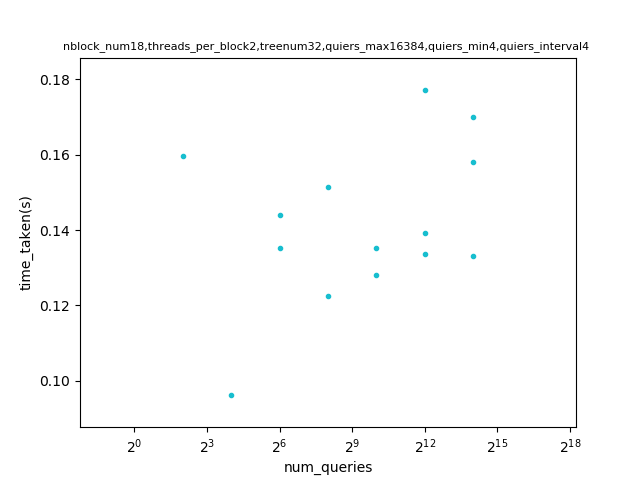 nblock_num18,threads_per_block2,treenum32,quiers_max16384,quiers_min4,quiers_interval4
0.18
0.16
0.14
0.12
0.10
time_taken(s)
2^0 2^3 2^6 2^9 2^12 2^15 2^18
num_queries